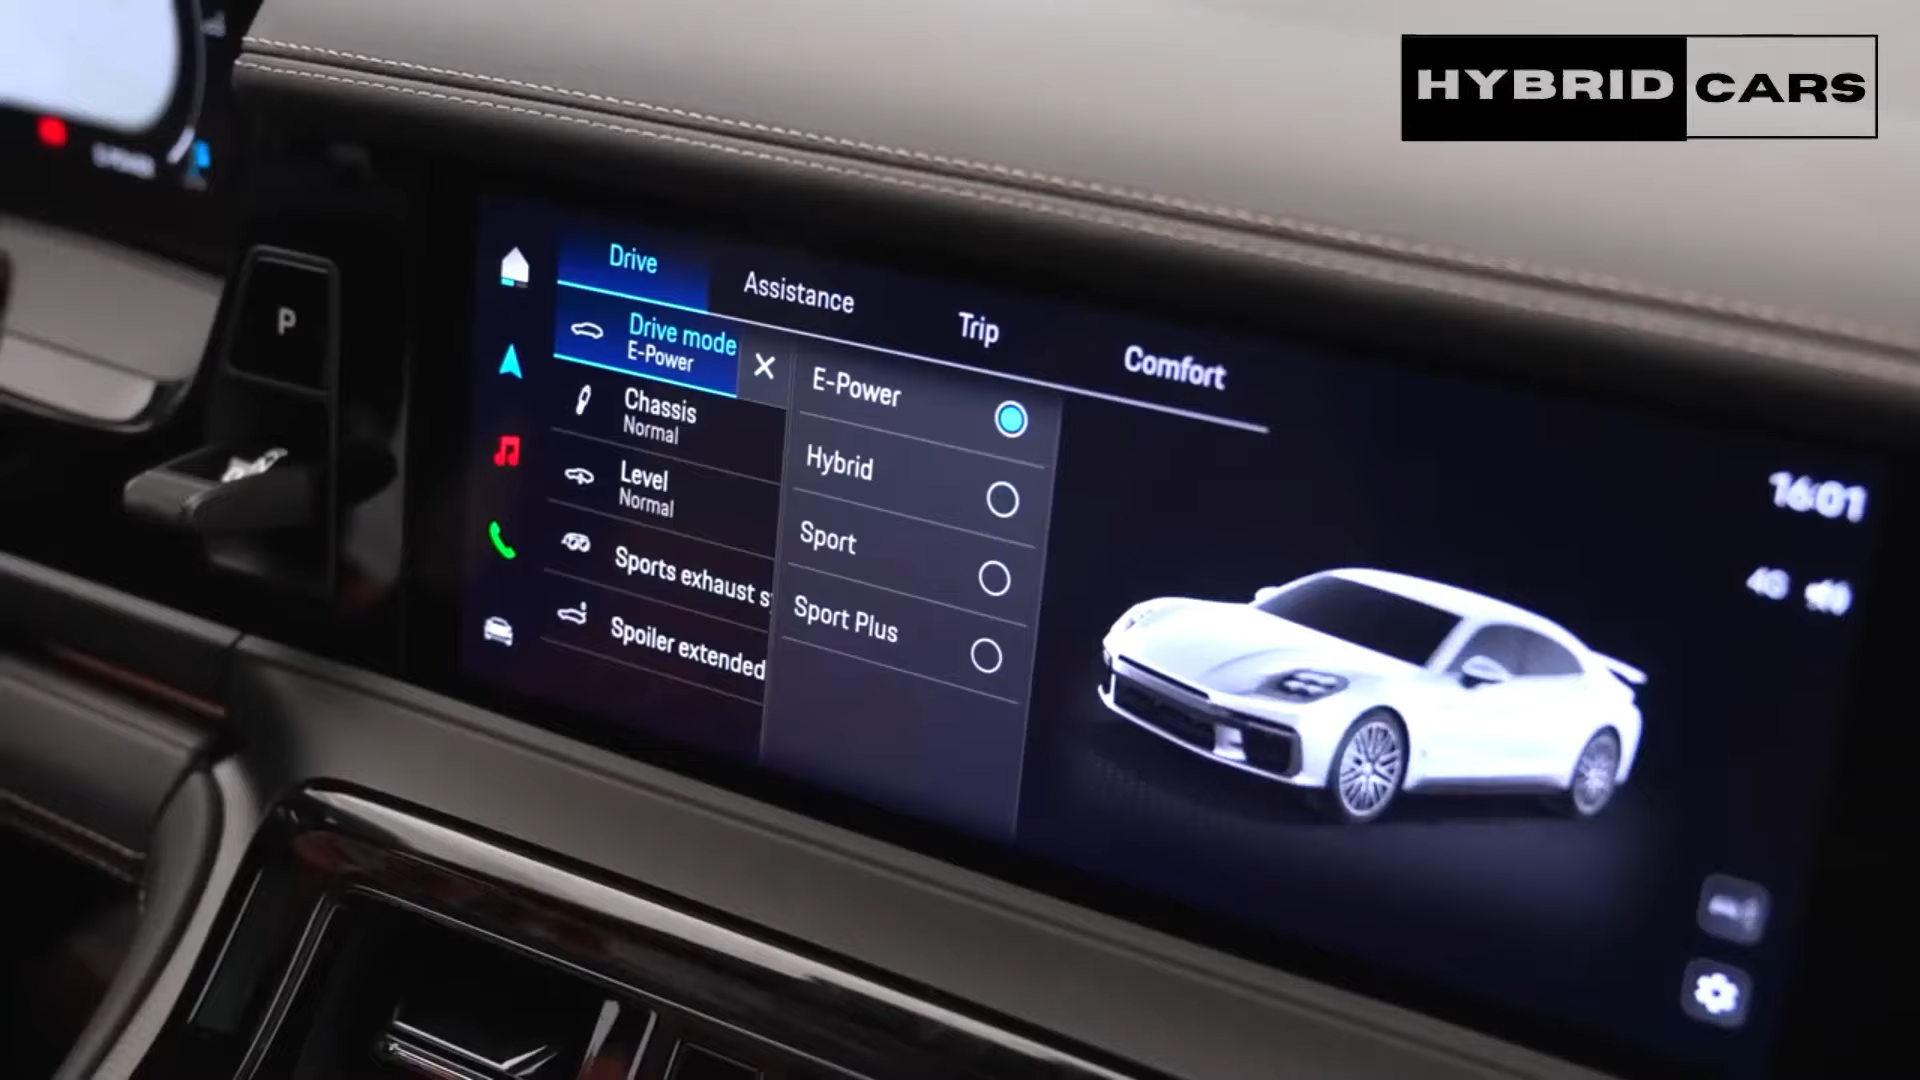 HYBRID CARS
P
Drive
Assistance
Trip
Comfort
Drive mode
E-Power
Chassis
Normal
Level
Normal
Sports exhaust s
Spoiler extended
E-Power
Hybrid
Sport
Sport Plus
16:01
4G